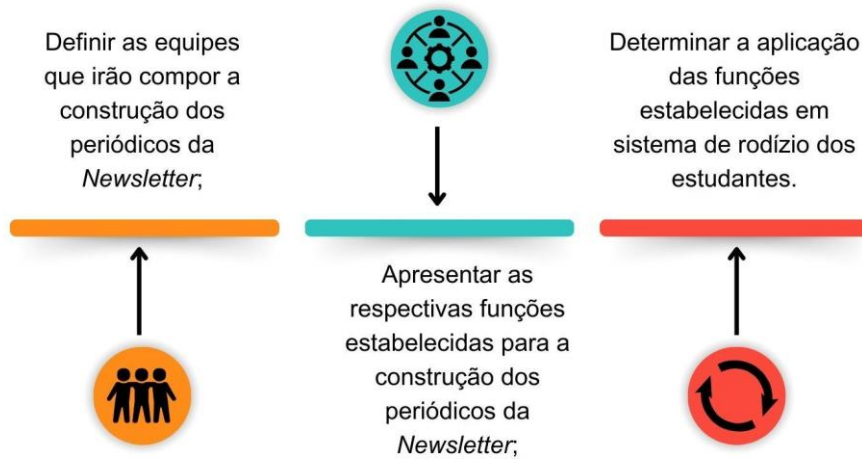 Definir as equipes
que irão compor a
construção dos
periódicos da
Newsletter;
Apresentar as
respectivas funções
estabelecidas para a
construção dos
periódicos da
Newsletter;
Determinar a aplicação
das funções
estabelecidas em
sistema de rodízio dos
estudantes.